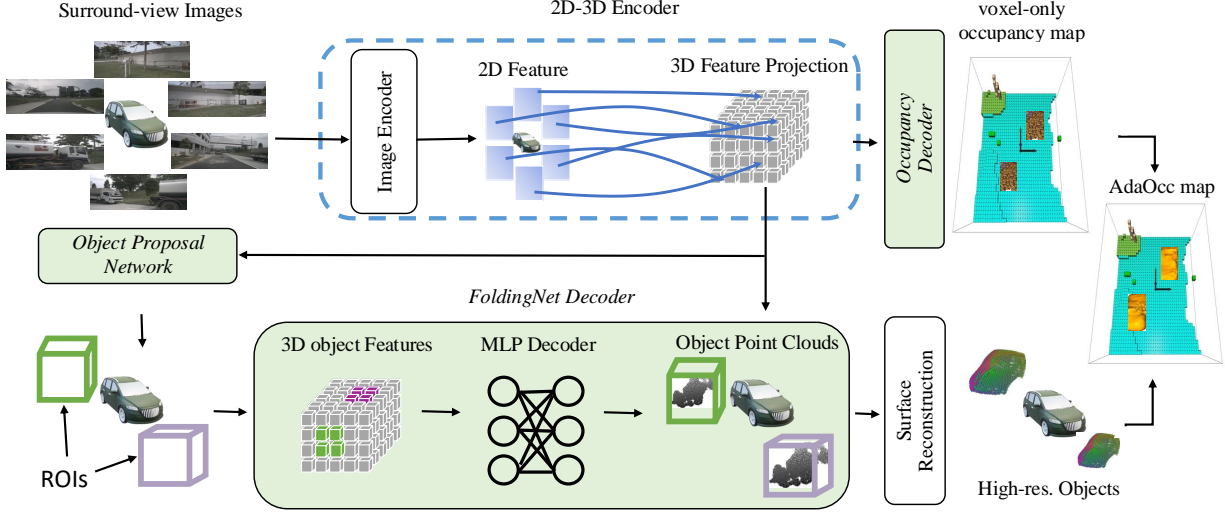 Surround-view Images
2D-3D Encoder
voxel-only
occupancy map
Image Encoder
2D Feature
3D Feature Projection
Occupancy
Decoder
AdaOcc map
Object Proposal
Network
FoldingNet Decoder
3D object Features
MLP Decoder
Object Point Clouds
Surface
Reconstruction
ROIs
High-res. Objects